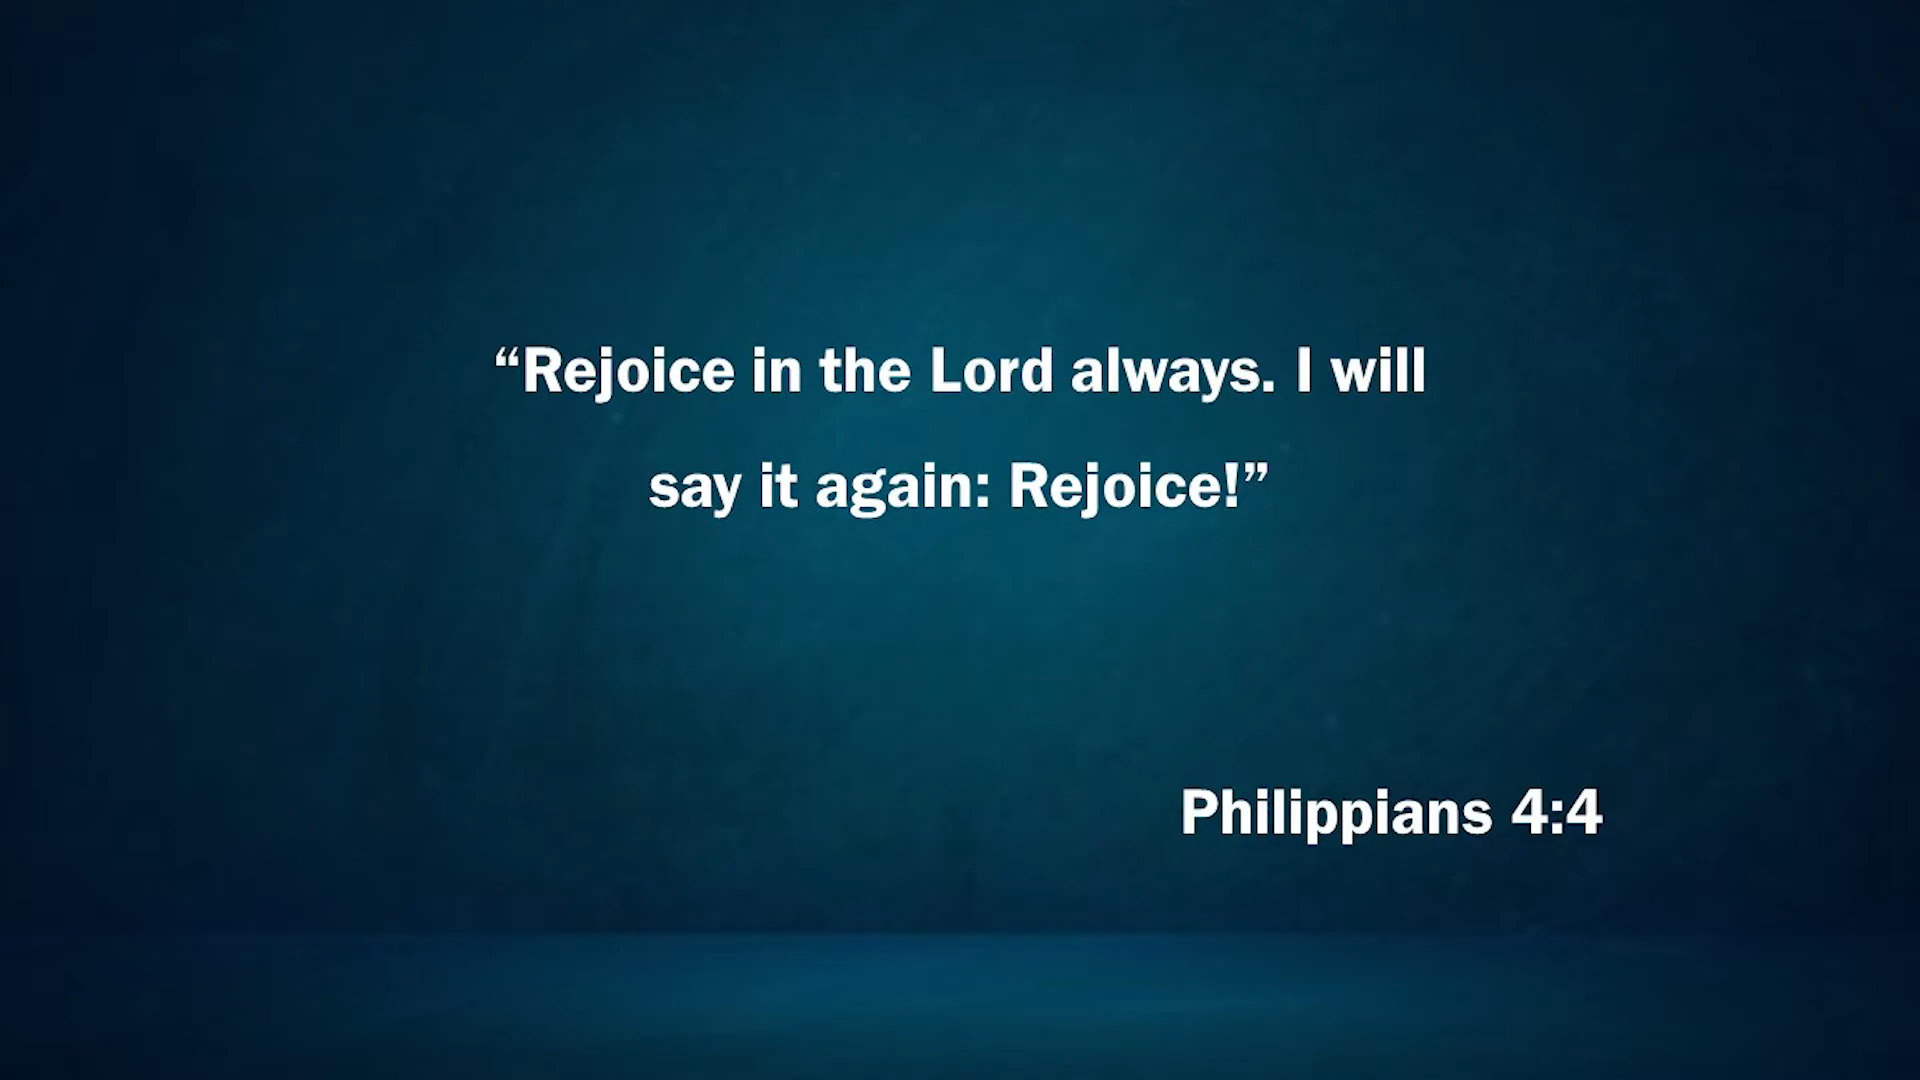 “Rejoice in the Lord always. I will
say it again: Rejoice!”
Philippians 4:4